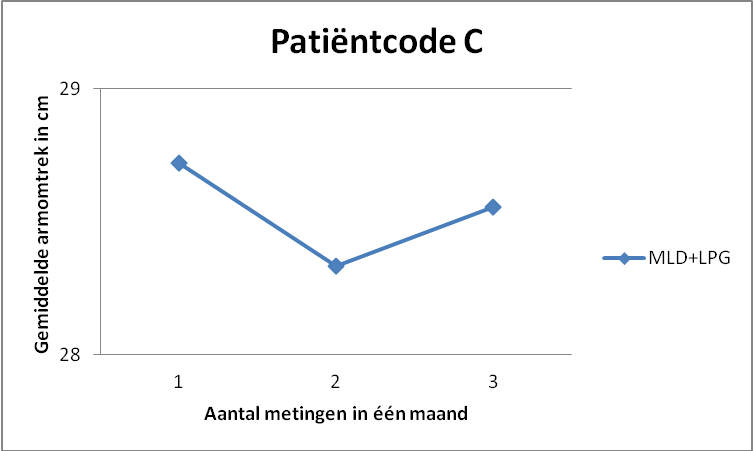 Patiëntcode C
Gemiddelde armomtrek in cm
29
28
1 2 3
Aantal metingen in één maand
MLD+LPG